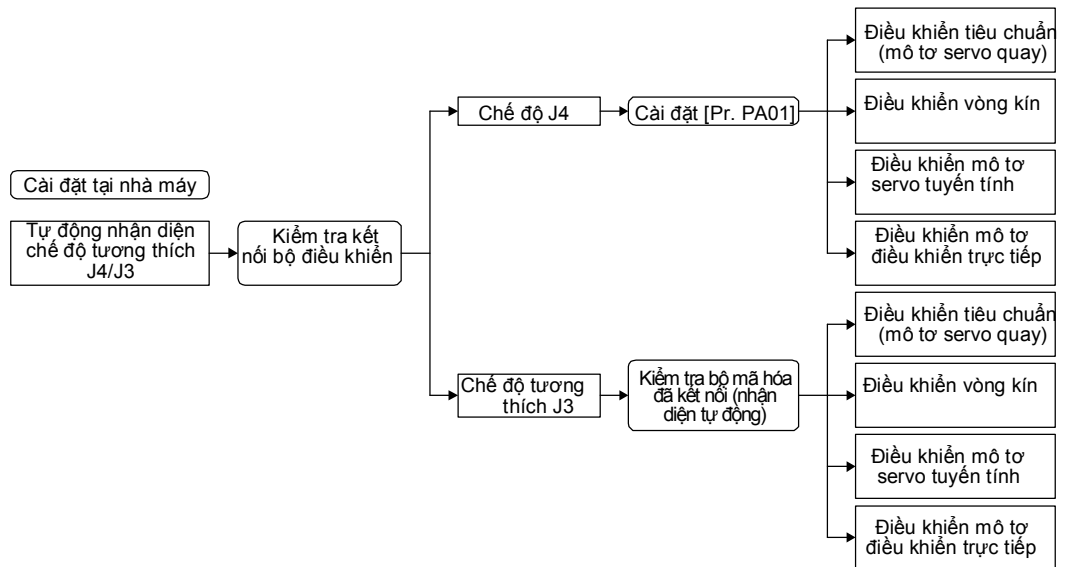 Cài đặt tại nhà máy
Tự động nhận diện
chế độ tương thích
J4/J3
Kiểm tra kết
nối bộ điều khiển
Chế độ J4
Cài đặt [Pr. PA01]
Điều khiển tiêu chuẩn
(mô tơ servo quay)
Điều khiển vòng kín
Điều khiển mô tơ
servo tuyến tính
Điều khiển mô tơ
điều khiển trực tiếp
Chế độ tương
thích J3
Kiểm tra bộ mã hóa
đã kết nối (nhận
diện tự động)
Điều khiển tiêu chuẩn
(mô tơ servo quay)
Điều khiển vòng kín
Điều khiển mô tơ
servo tuyến tính
Điều khiển mô tơ
điều khiển trực tiếp